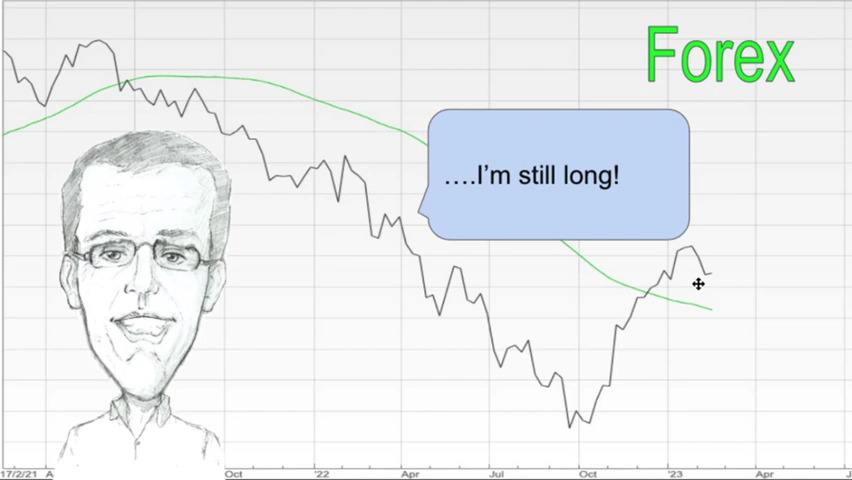 Forex
….I'm still long!
17/2/21 A Oct '22 Apr Jul Oct '23 Apr J